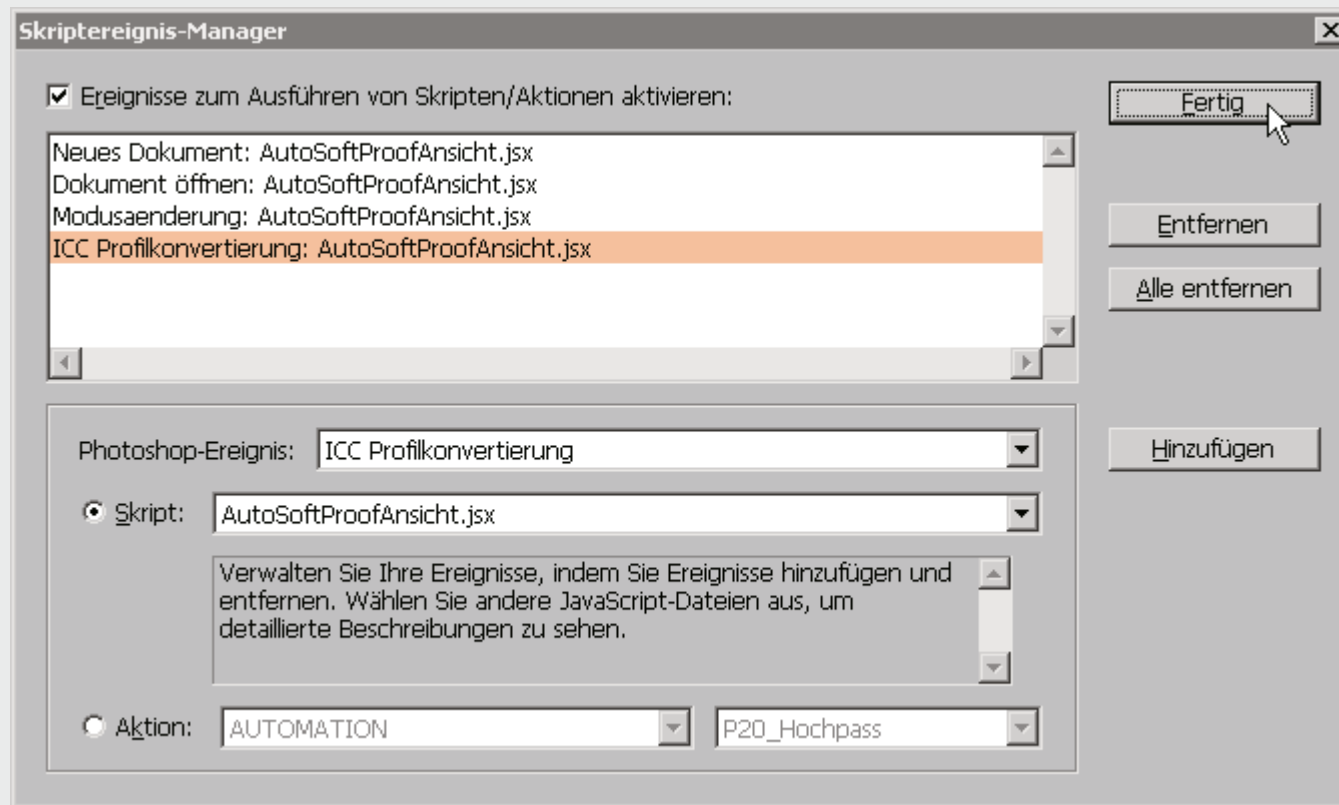 Skriptereignis-Manager
Ereignisse zum Ausführen von Skripten/Aktionen aktivieren:
Fertig
Neues Dokument: AutoSoftProofAnsicht.jsx
Dokument öffnen: AutoSoftProofAnsicht.jsx
Modusaenderung: AutoSoftProofAnsicht.jsx
ICC Profilkonvertierung: AutoSoftProofAnsicht.jsx
Entfernen
Alle entfernen
Photoshop-Ereignis: ICC Profilkonvertierung
Hinzufügen
Skript: AutoSoftProofAnsicht.jsx
Verwalten Sie Ihre Ereignisse, indem Sie Ereignisse hinzufügen und
entfernen. Wählen Sie andere JavaScript-Dateien aus, um
detaillierte Beschreibungen zu sehen.
Aktion: AUTOMATION P20_Hochpass